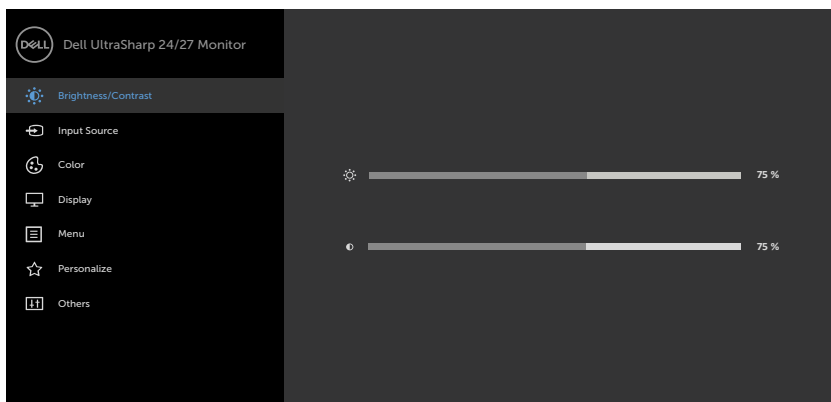 DELL
Dell UltraSharp 24/27 Monitor
Brightness/Contrast
Input Source
Color
75 %
Display
Menu
75 %
Personalize
Others